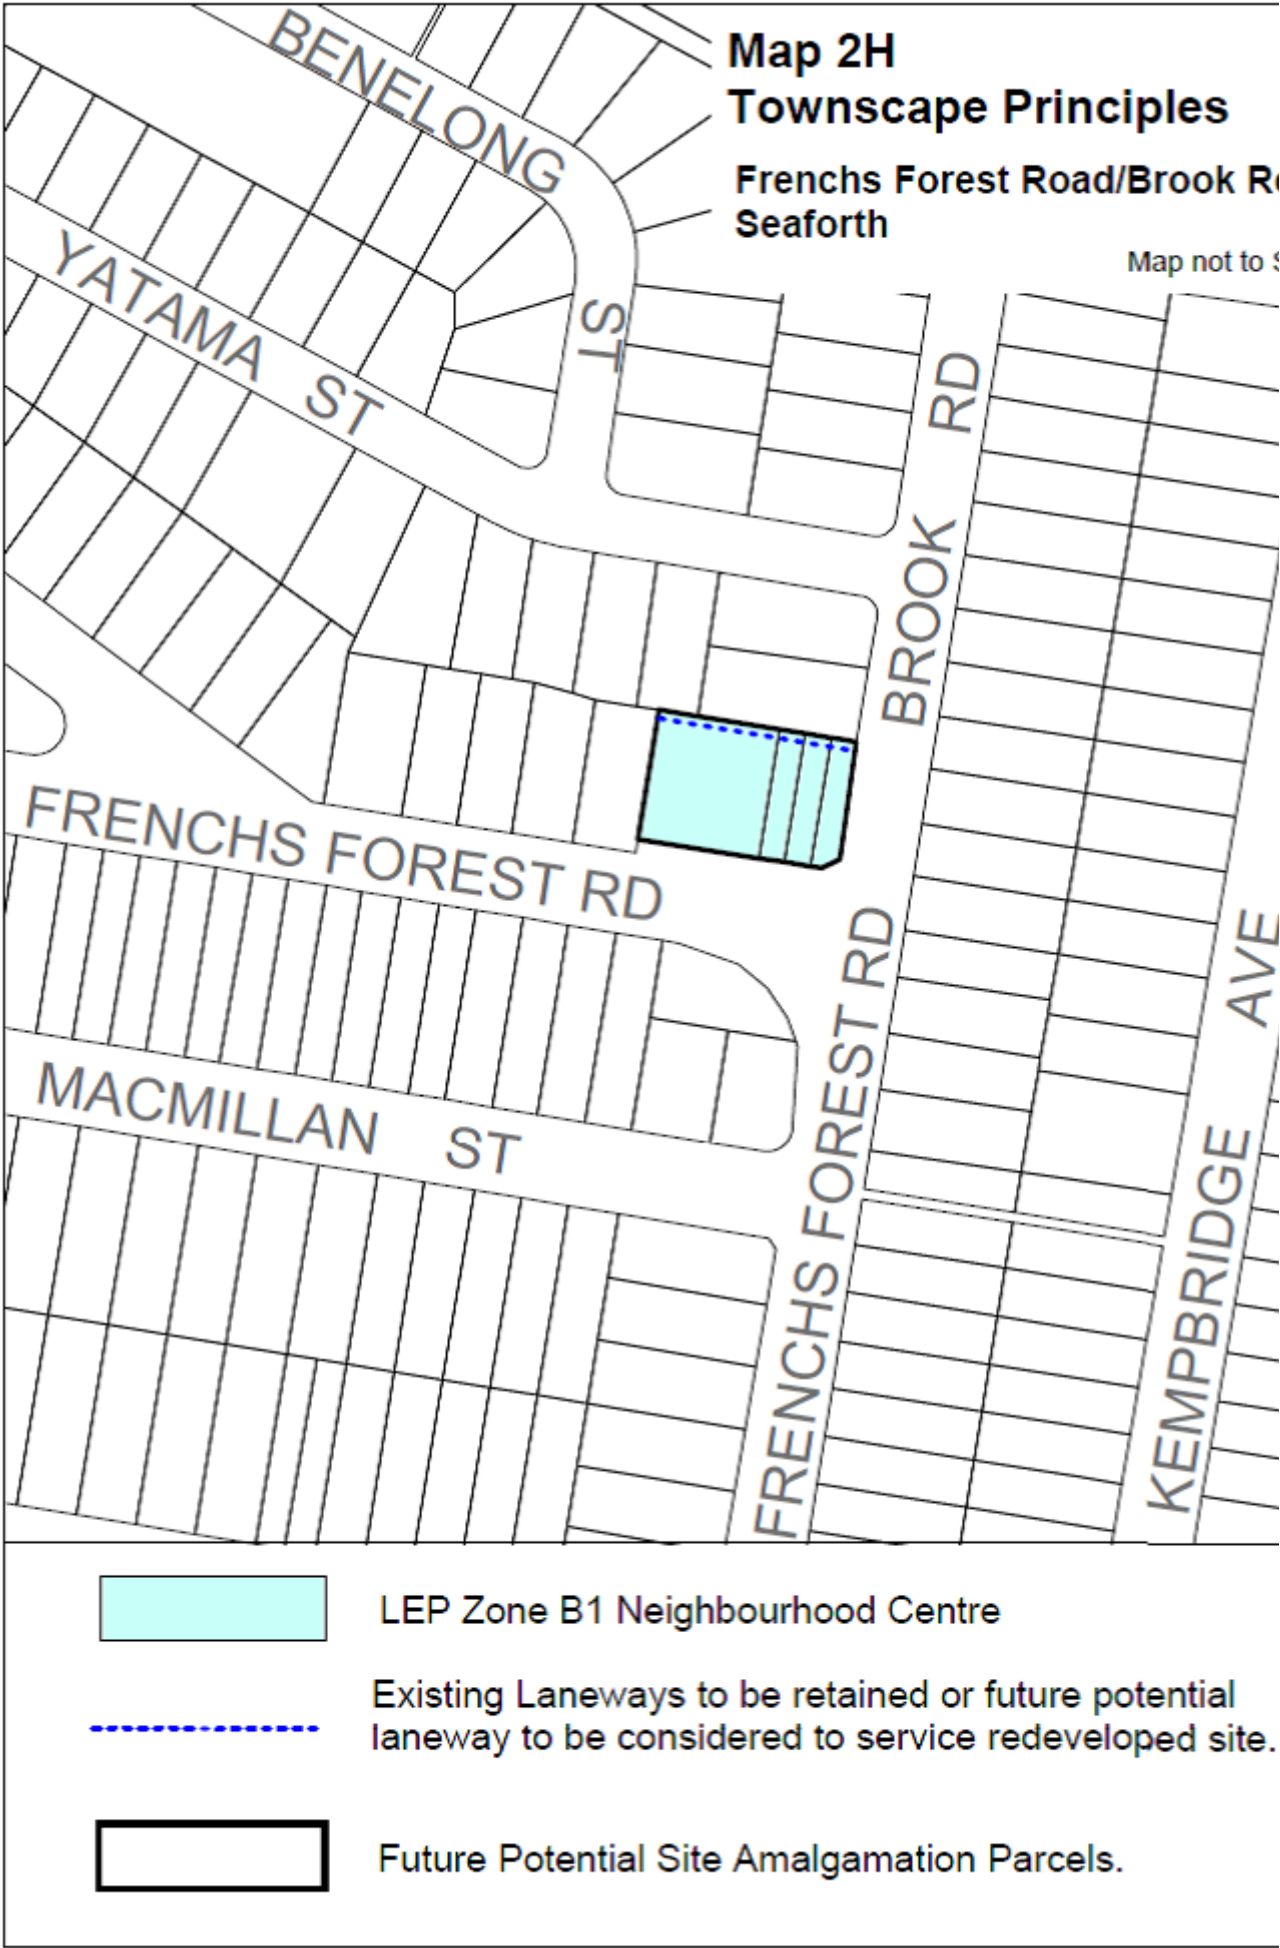 Map 2H
Townscape Principles
Frenchs Forest Road/Brook
Seaforth
Map not to
BENELONG
ST
YATAMA ST
BROOK RD
FRENCHS FOREST RD
FRENCHS FOREST RD
MACMILLAN ST
KEMPBRIDGE AVE
LEP Zone B1 Neighbourhood Centre
Existing Laneways to be retained or future potential
laneway to be considered to service redeveloped site.
Future Potential Site Amalgamation Parcels.